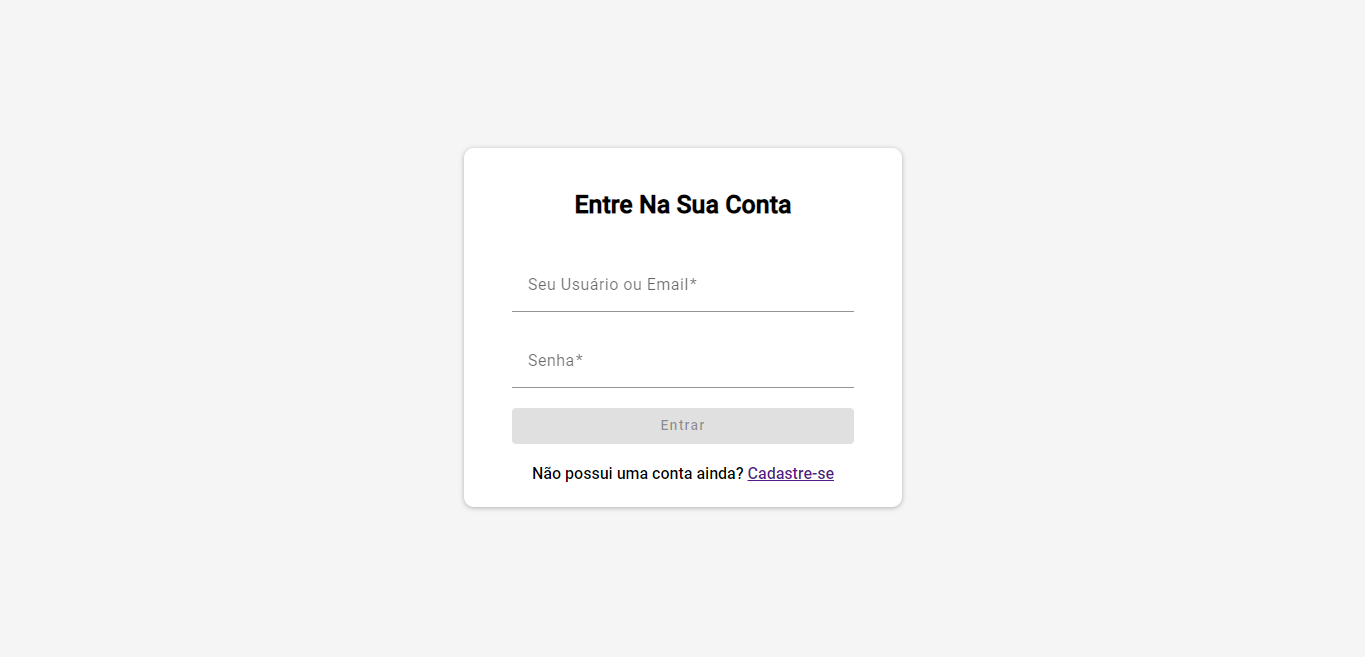 Entre Na Sua Conta
Seu Usuário ou Email*
Senha*
Entrar
Não possui uma conta ainda? Cadastre-se